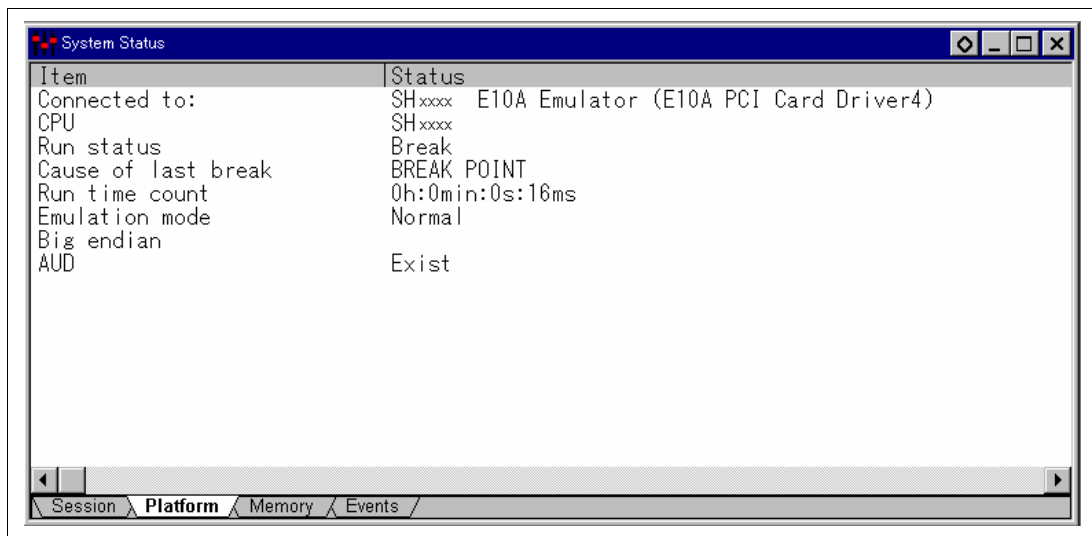 System Status
Item Status
Connected to: SHxxxx E10A Emulator (E10A PCI Card Driver4)
CPU SHxxxx
Run status Break
Cause of last break BREAK POINT
Run time count 0h:0min:0s:16ms
Emulation mode Normal
Big endian
AUD Exist
Session Platform Memory Events